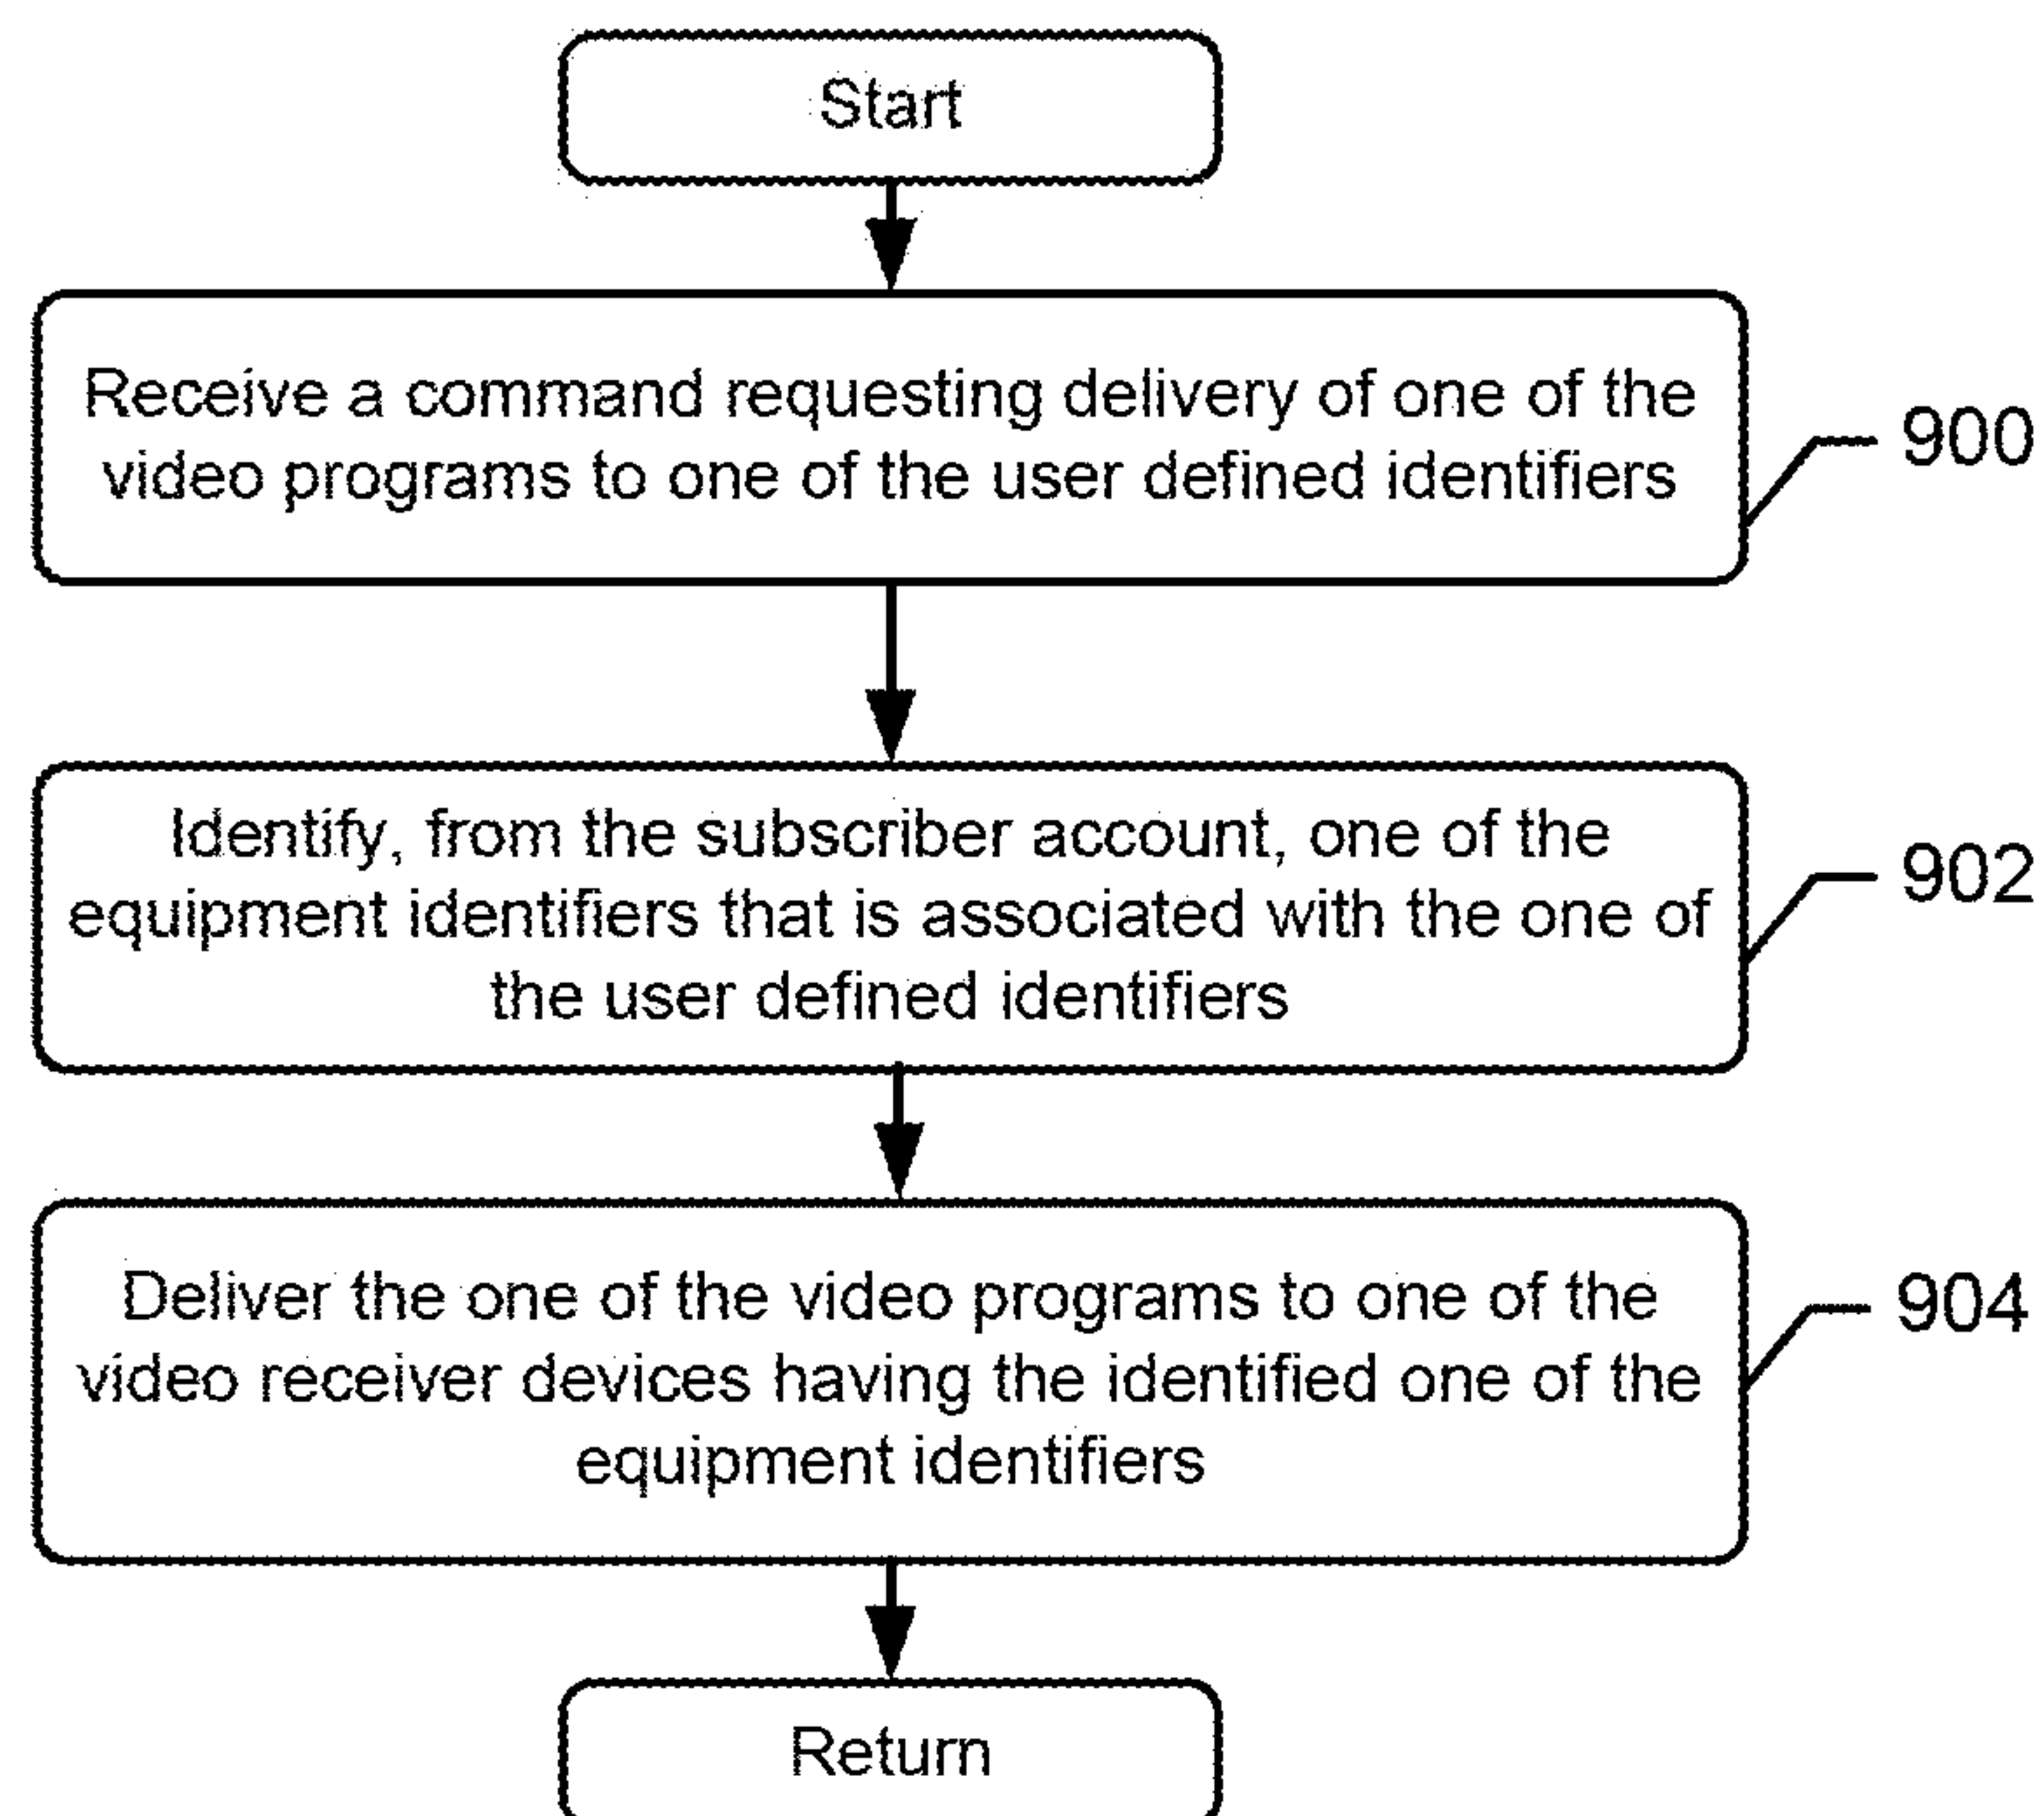 Start
Receive a command requesting delivery of one of the
video programs to one of the user defined identifiers
900
Identify, from the subscriber account, one of the
equipment identifiers that is associated with the one of
the user defined identifiers
902
Deliver the one of the video programs to one of the
video receiver devices having the identified one of the
equipment identifiers
904
Return